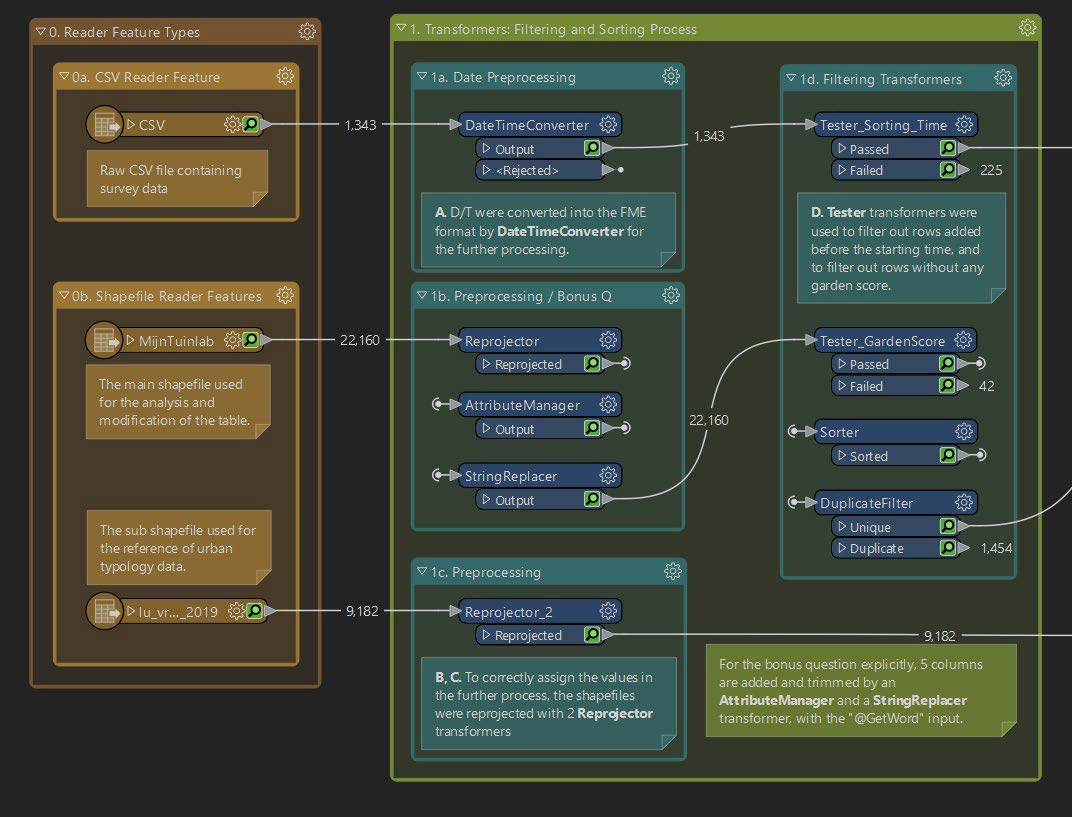 0. Reader Feature Types
0a. CSV Reader Feature
CSV
Raw CSV file containing
survey data
0b. Shapefile Reader Features
MijnTuinlab
The main shapefile used
for the analysis and
modification of the table.
The sub shapefile used for
the reference of urban
typology data.
lu_vr..._2019
1,343
22,160
9,182
1. Transformers: Filtering and Sorting Process
1a. Date Preprocessing
DateTimeConverter
Output
<Rejected>
A. D/T were converted into the FME
format by DateTimeConverter for
the further processing.
1b. Preprocessing / Bonus Q
Reprojector
Reprojected
AttributeManager
Output
StringReplacer
Output
1c. Preprocessing
Reprojector_2
Reprojected
B, C. To correctly assign the values in
the further process, the shapefiles
were reprojected with 2 Reprojector
transformers
1,343
22,160
9,182
1d. Filtering Transformers
Tester_Sorting_Time
Passed
Failed
225
D. Tester transformers were
used to filter out rows added
before the starting time, and
to filter out rows without any
garden score.
Tester_GardenScore
Passed
Failed
42
Sorter
Sorted
DuplicateFilter
Unique
Duplicate
1,454
For the bonus question explicitly, 5 columns
are added and trimmed by an
AttributeManager and a StringReplacer
transformer, with the "@GetWord" input.